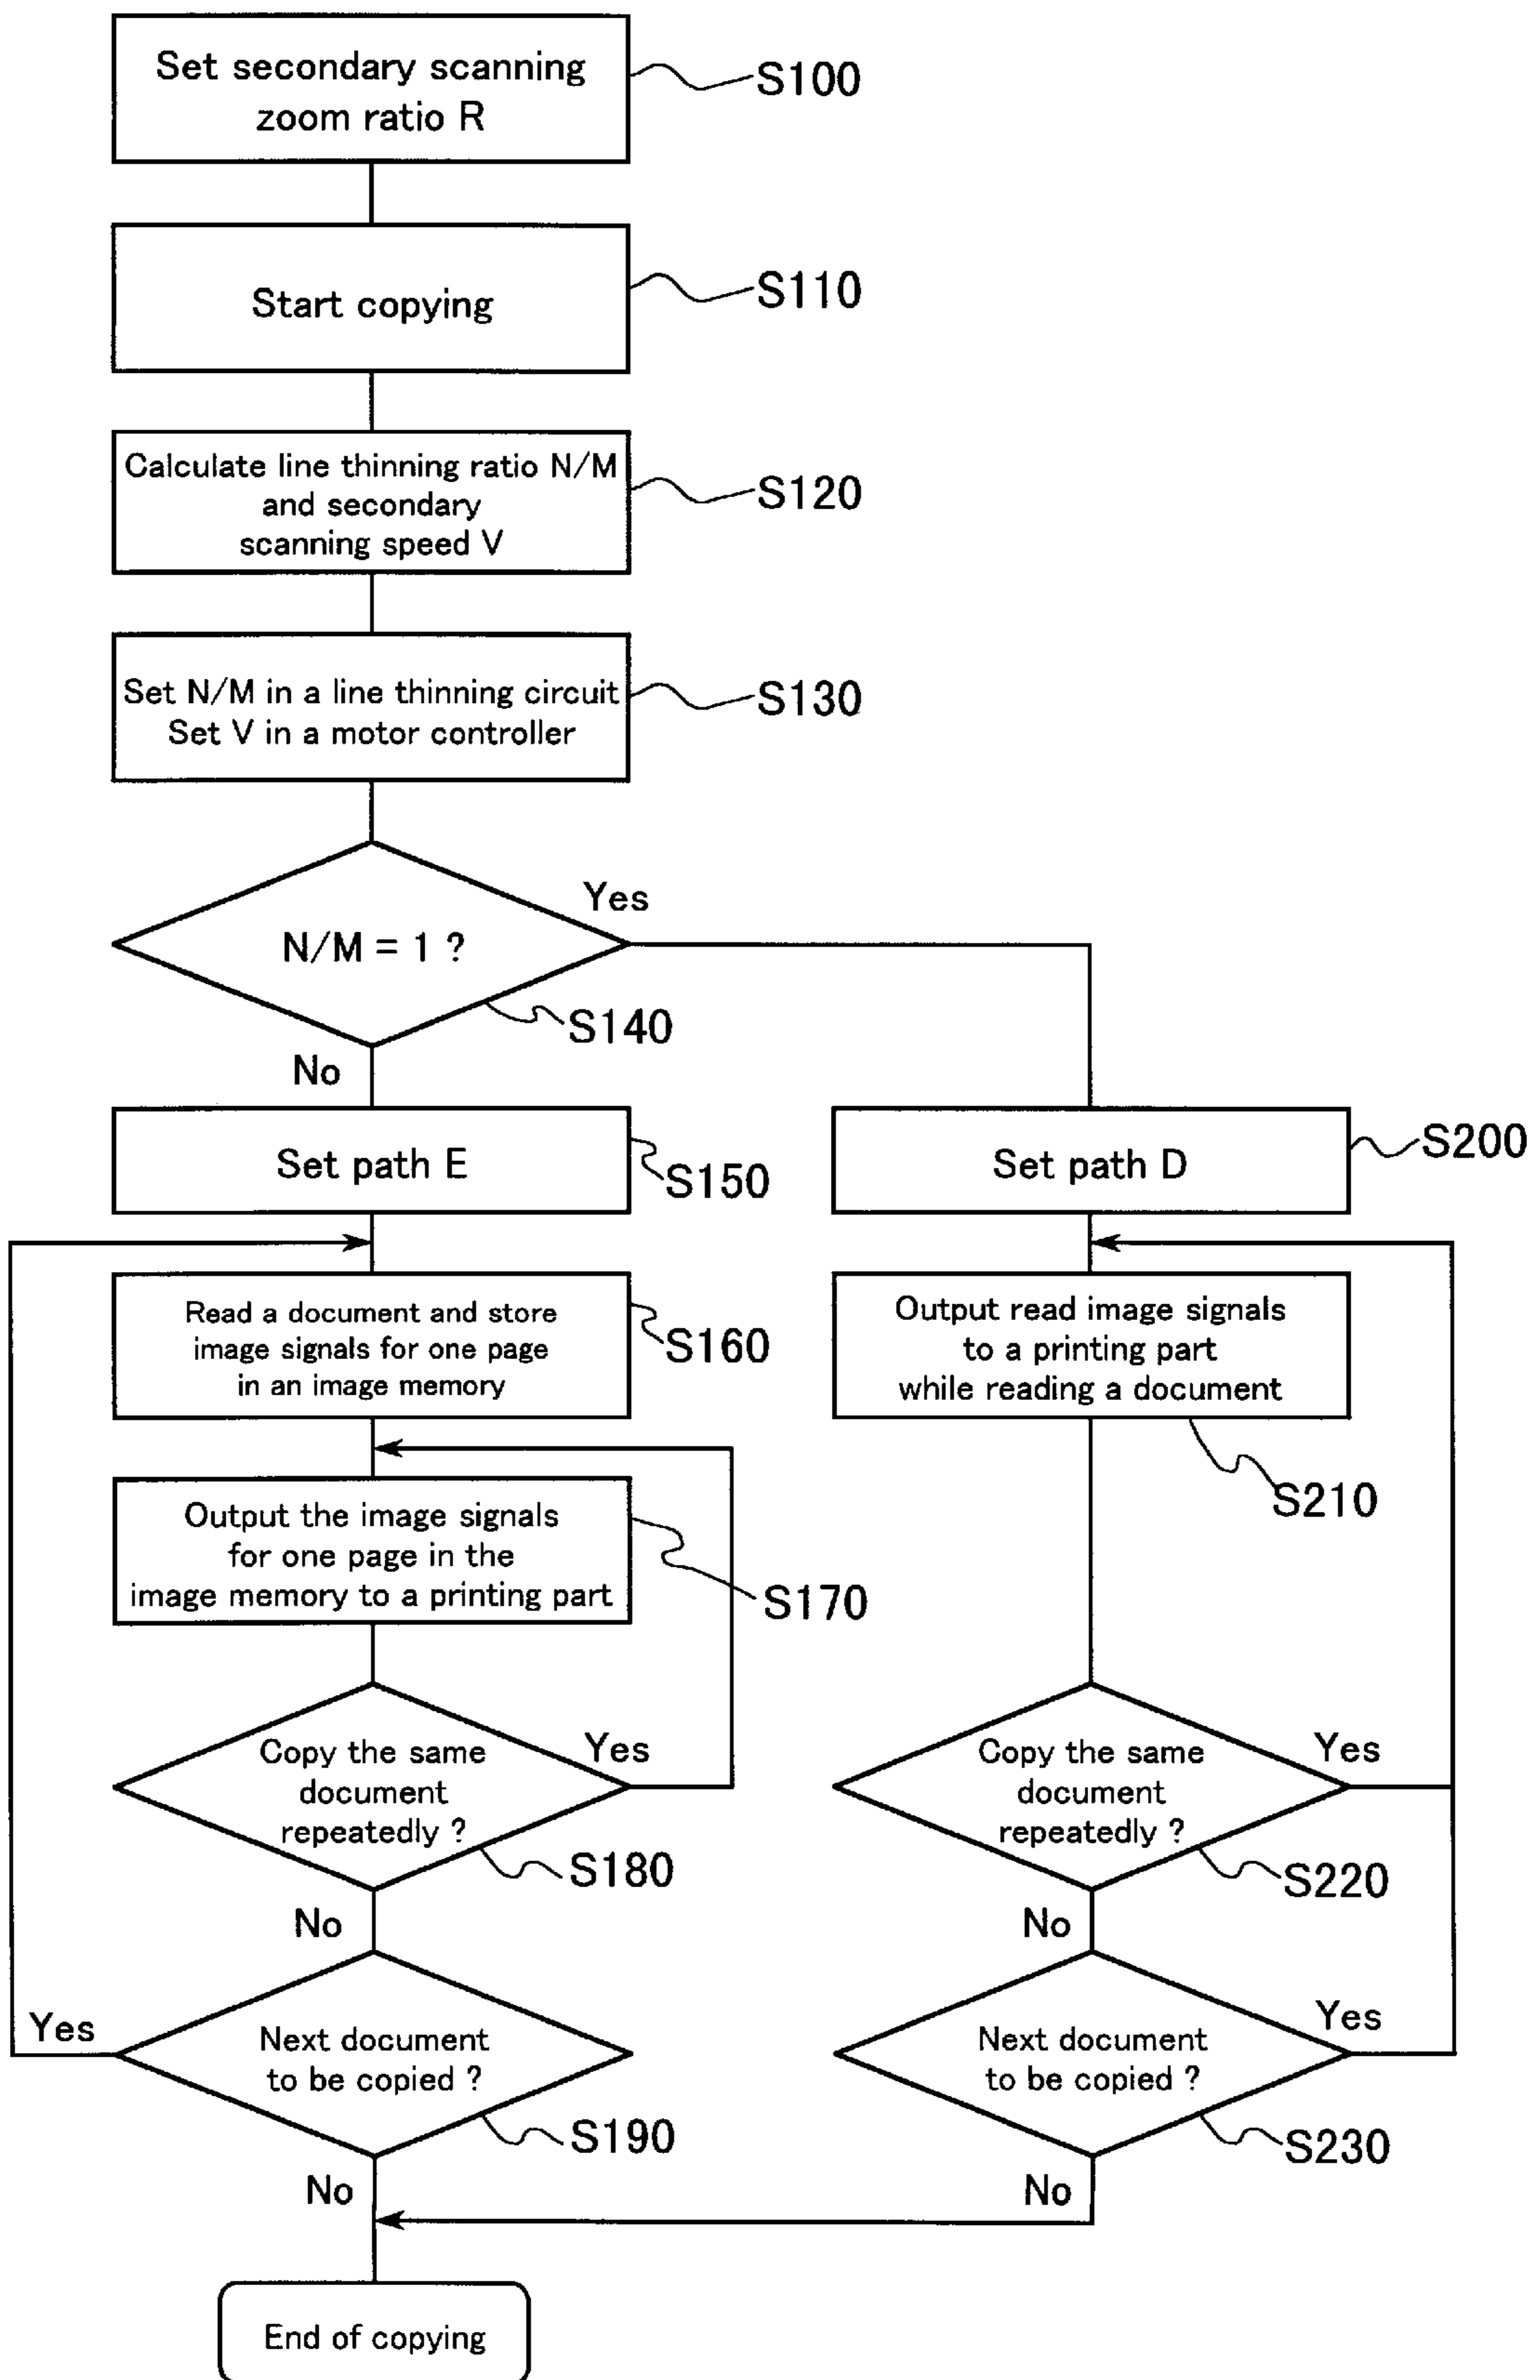 Set secondary scanning
zoom ratio R
S100
Start copying
S110
Calculate line thinning ratio N/M
and secondary
scanning speed V
S120
Set N/M in a line thinning circuit
Set V in a motor controller
S130
N/M = 1 ?
Yes
S140
No
Set path E
S150
Set path D
S200
Read a document and store
image signals for one page
in an image memory
S160
Output read image signals
to a printing part
while reading a document
S210
Output the image signals
for one page in the
image memory to a printing part
S170
Copy the same
document
repeatedly ?
Yes
S180
No
Copy the same
document
repeatedly ?
Yes
S220
No
Next document
to be copied ?
Yes
S190
No
Next document
to be copied ?
Yes
S230
No
End of copying